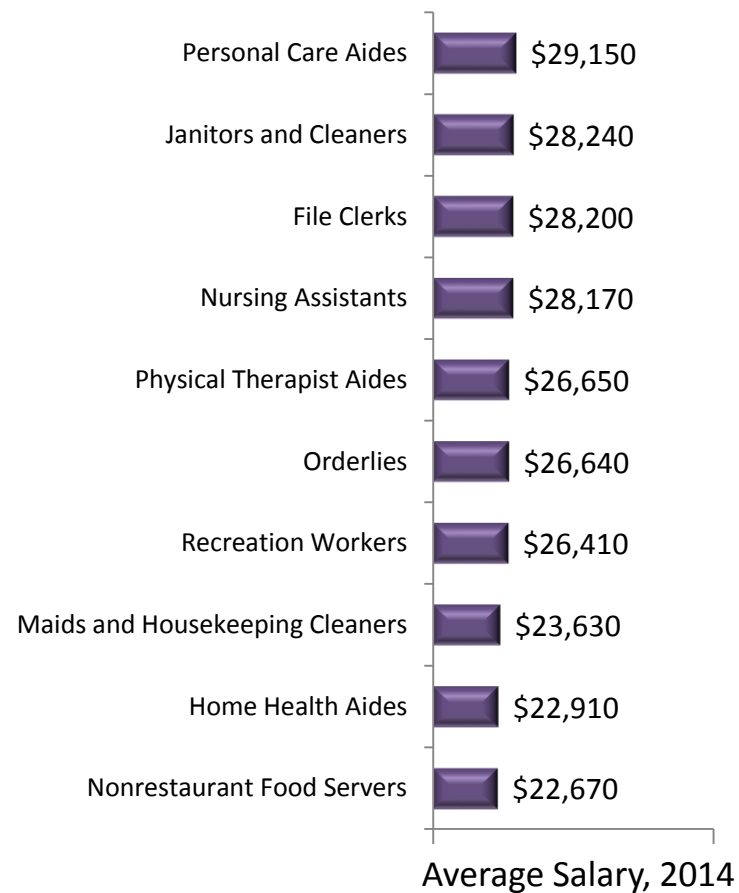 Personal Care Aides $29,150
Janitors and Cleaners $28,240
File Clerks $28,200
Nursing Assistants $28,170
Physical Therapist Aides $26,650
Orderlies $26,640
Recreation Workers $26,410
Maids and Housekeeping Cleaners $23,630
Home Health Aides $22,910
Nonrestaurant Food Servers $22,670
Average Salary, 2014